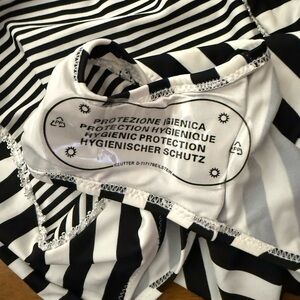 PROTEZIONE IGIENICA
PROTECTION HYGIENIQUE
HYGIENIC PROTECTION
HYGIENISCHER SCHUTZ